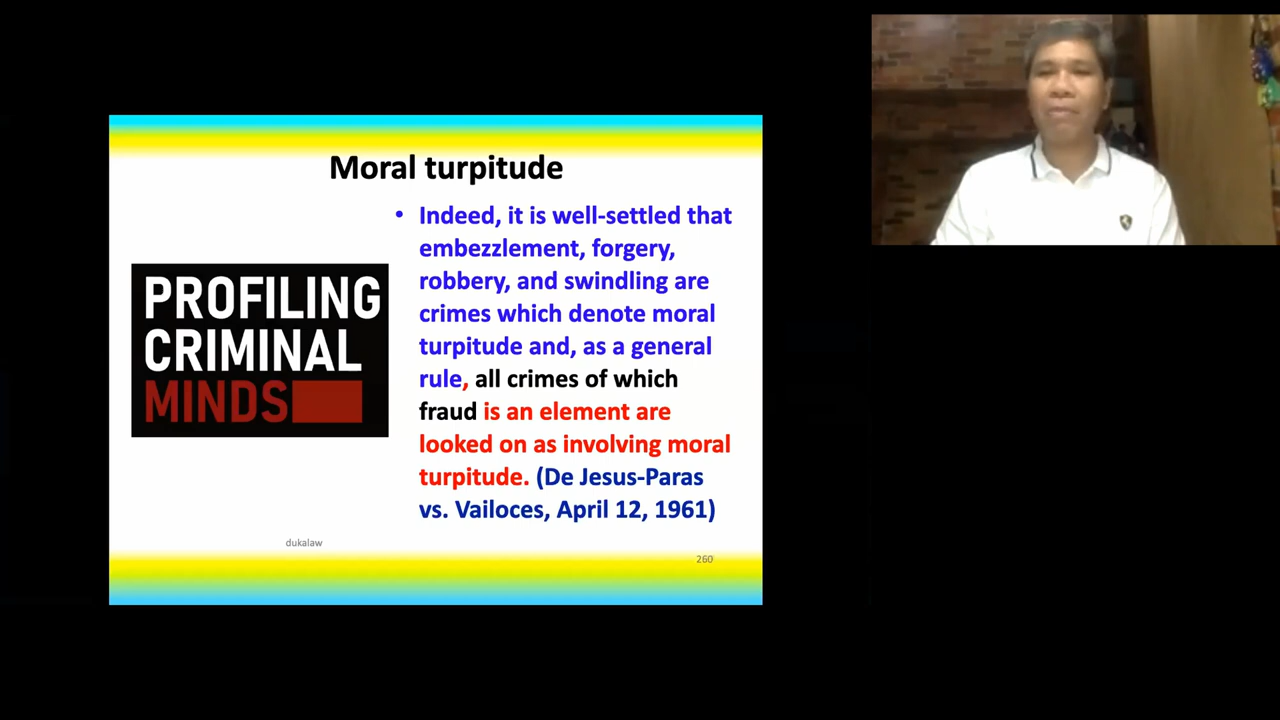 Moral turpitude
PROFILING
CRIMINAL
MINDS
• Indeed, it is well-settled that
embezzlement, forgery,
robbery, and swindling are
crimes which denote moral
turpitude and, as a general
rule, all crimes of which
fraud is an element are
looked on as involving moral
turpitude. (De Jesus-Paras
vs. Vailoces, April 12, 1961)
dukalaw
260